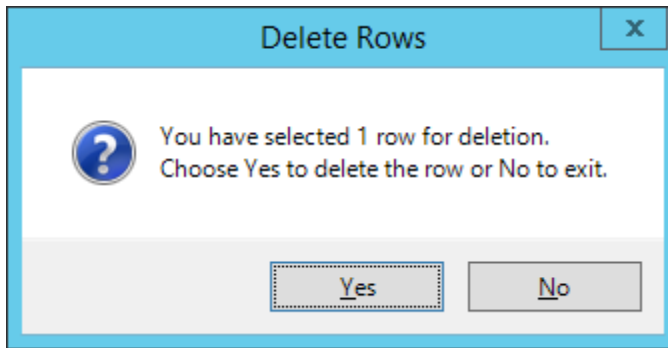 Delete Rows
x
You have selected 1 row for deletion.
Choose Yes to delete the row or No to exit.
Yes
No